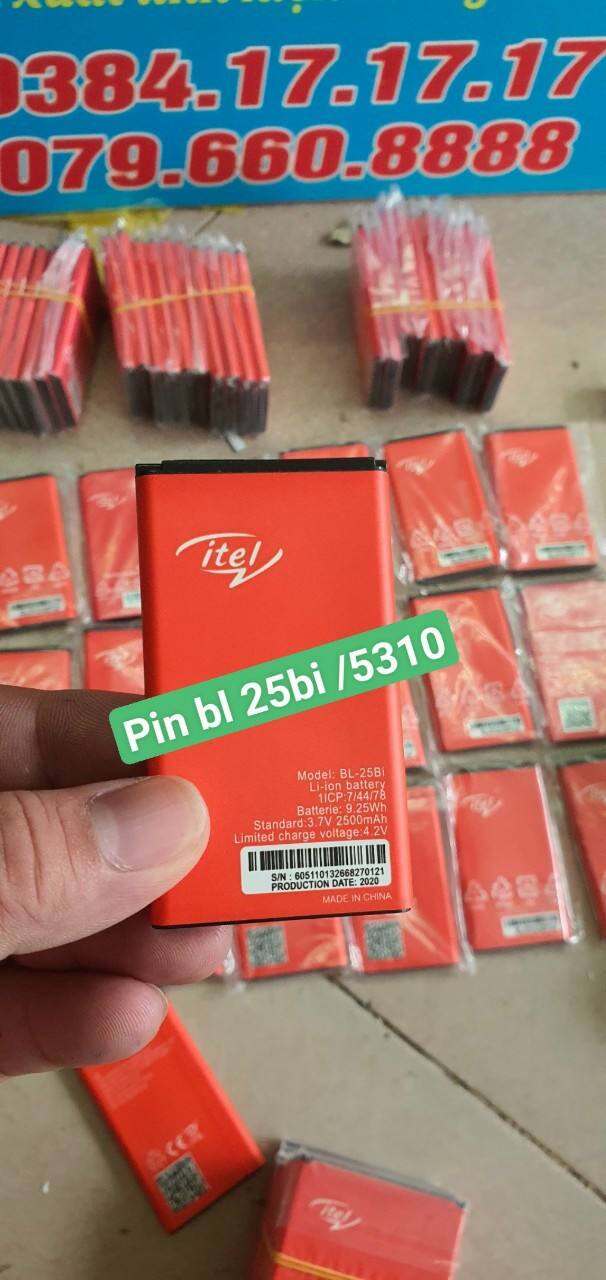 0384.17.17.17
079.660.8888
itel
Pin bl 25bi /5310
Model: BL-25Bi
Li-ion battery
1ICP:7/44/78
Batterie: 9.25Wh
Standard:3.7V 2500mAh
Limited charge voltage:4.2V
S/N : 605110132668270121
PRODUCTION DATE: 2020
MADE IN CHINA
itel
itel